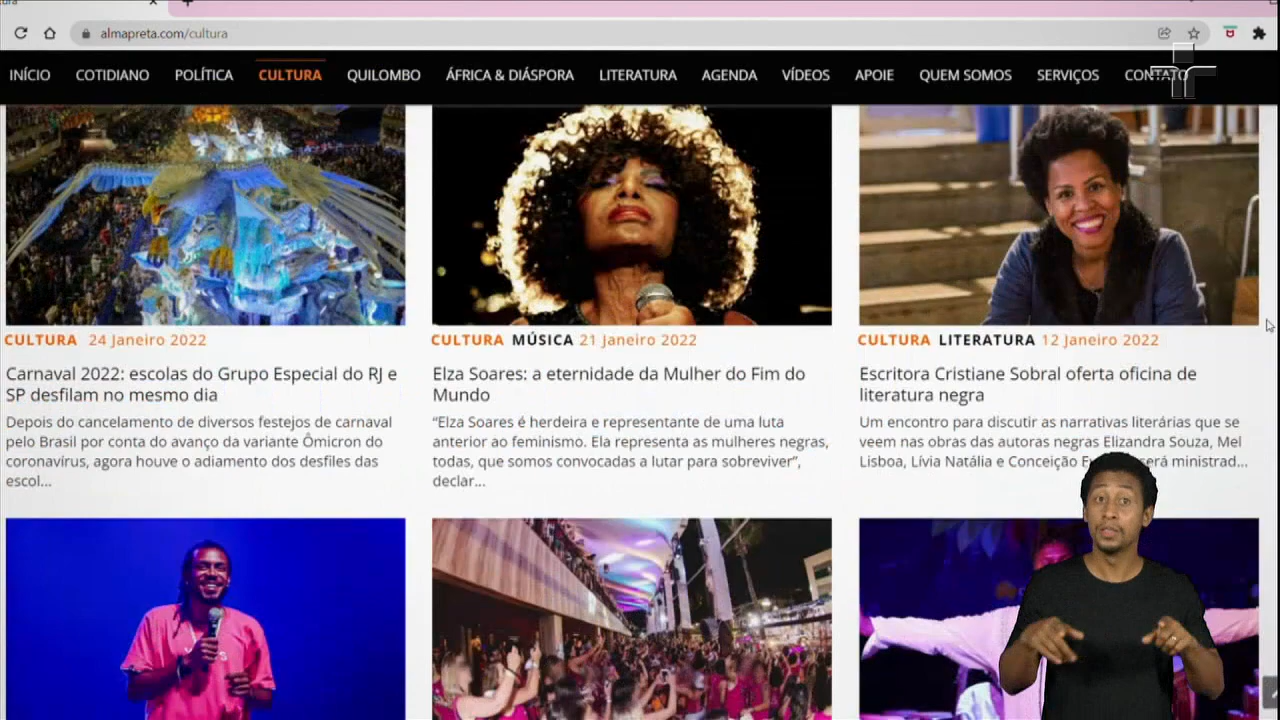 almapreta.com/cultura
INÍCIO COTIDIANO POLÍTICA CULTURA QUILOMBO ÁFRICA & DIÁSPORA LITERATURA AGENDA VÍDEOS APOIE QUEM SOMOS SERVIÇOS CONTATO
CULTURA 24 Janeiro 2022
Carnaval 2022: escolas do Grupo Especial do RJ e
SP desfilam no mesmo dia
Depois do cancelamento de diversos festejos de carnaval
pelo Brasil por conta do avanço da variante Ômicron do
coronavírus, agora houve o adiamento dos desfiles das
escol...
CULTURA MÚSICA 21 Janeiro 2022
Elza Soares: a eternidade da Mulher do Fim do
Mundo
“Elza Soares é herdeira e representante de uma luta
anterior ao feminismo. Ela representa as mulheres negras,
todas, que somos convocadas a lutar para sobreviver”,
declar...
CULTURA LITERATURA 12 Janeiro 2022
Escritora Cristiane Sobral oferta oficina de
literatura negra
Um encontro para discutir as narrativas literárias que se
veem nas obras das autoras negras Elizandra Souza, Mel
Lisboa, Lívia Natália e Conceição será ministrad...